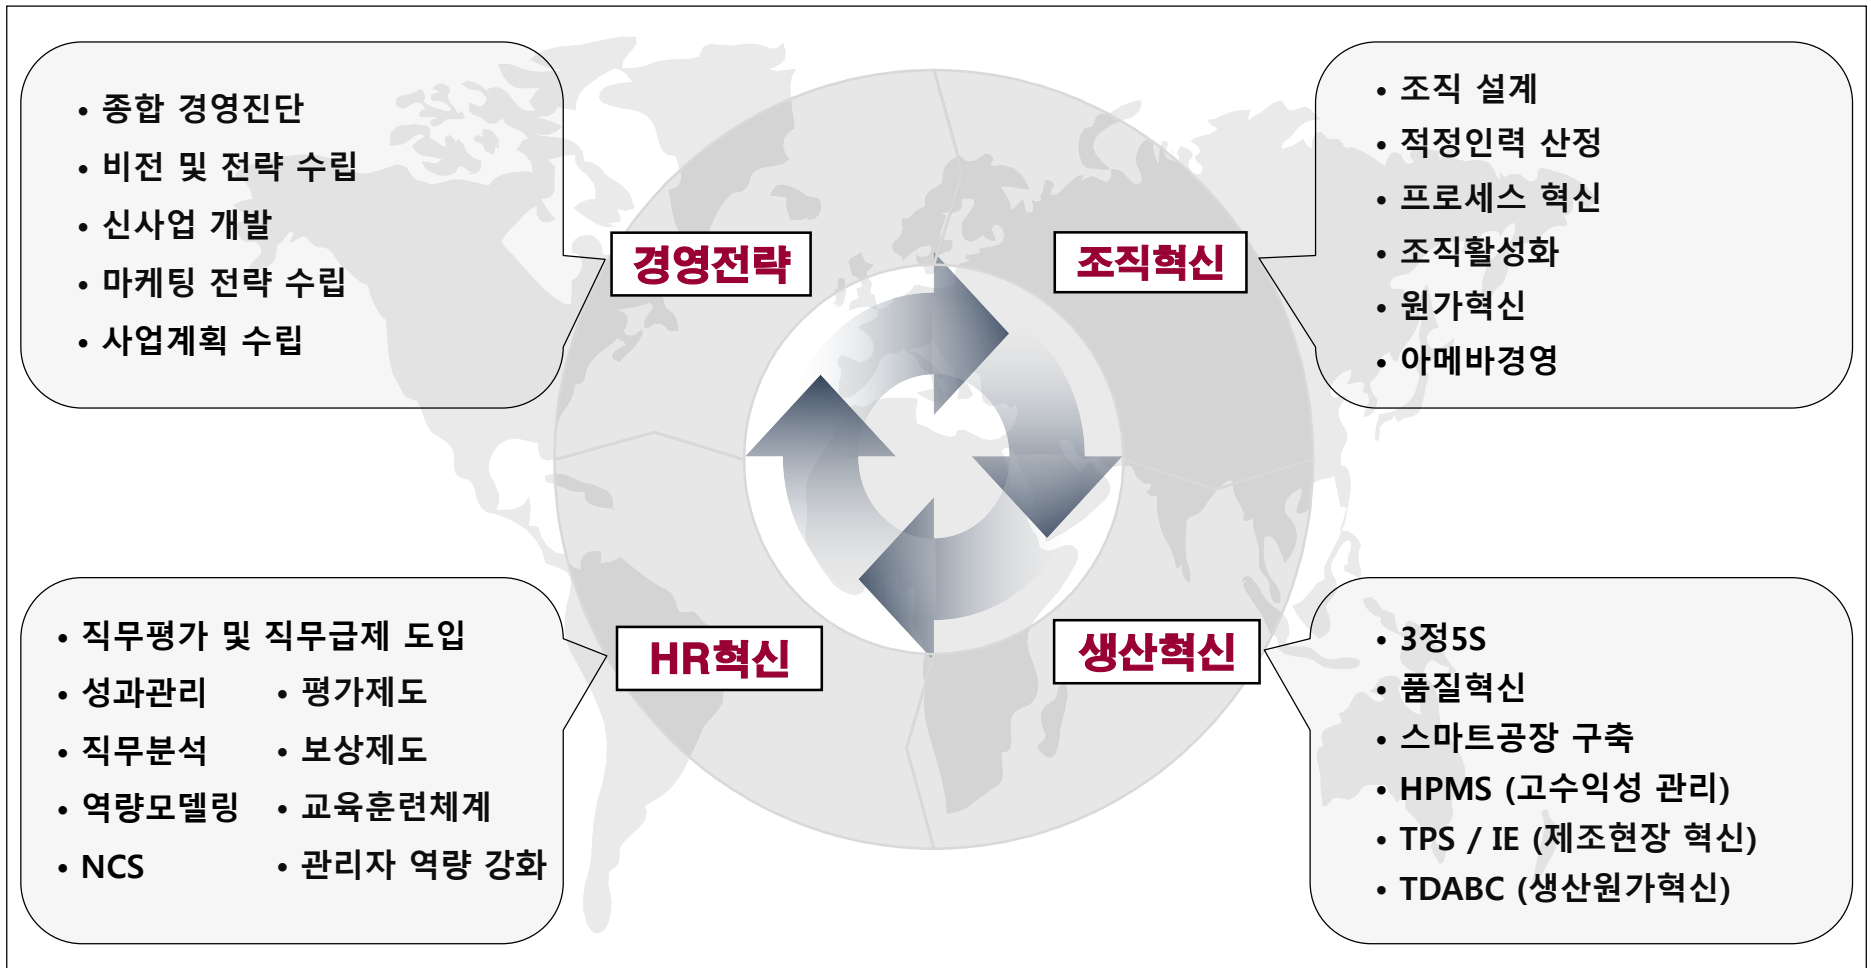 • 종합 경영진단
• 비전 및 전략 수립
• 신사업 개발
• 마케팅 전략 수립
• 사업계획 수립
경영전략
• 조직 설계
• 적정인력 산정
• 프로세스 혁신
• 조직활성화
• 원가혁신
• 아메바경영
조직혁신
• 직무평가 및 직무급제 도입
• 성과관리 • 평가제도
• 직무분석 • 보상제도
• 역량모델링 • 교육훈련체계
• NCS • 관리자 역량 강화
HR혁신
생산혁신
• 3정5S
• 품질혁신
• 스마트공장 구축
• HPMS (고수익성 관리)
• TPS / IE (제조현장 혁신)
• TDABC (생산원가혁신)